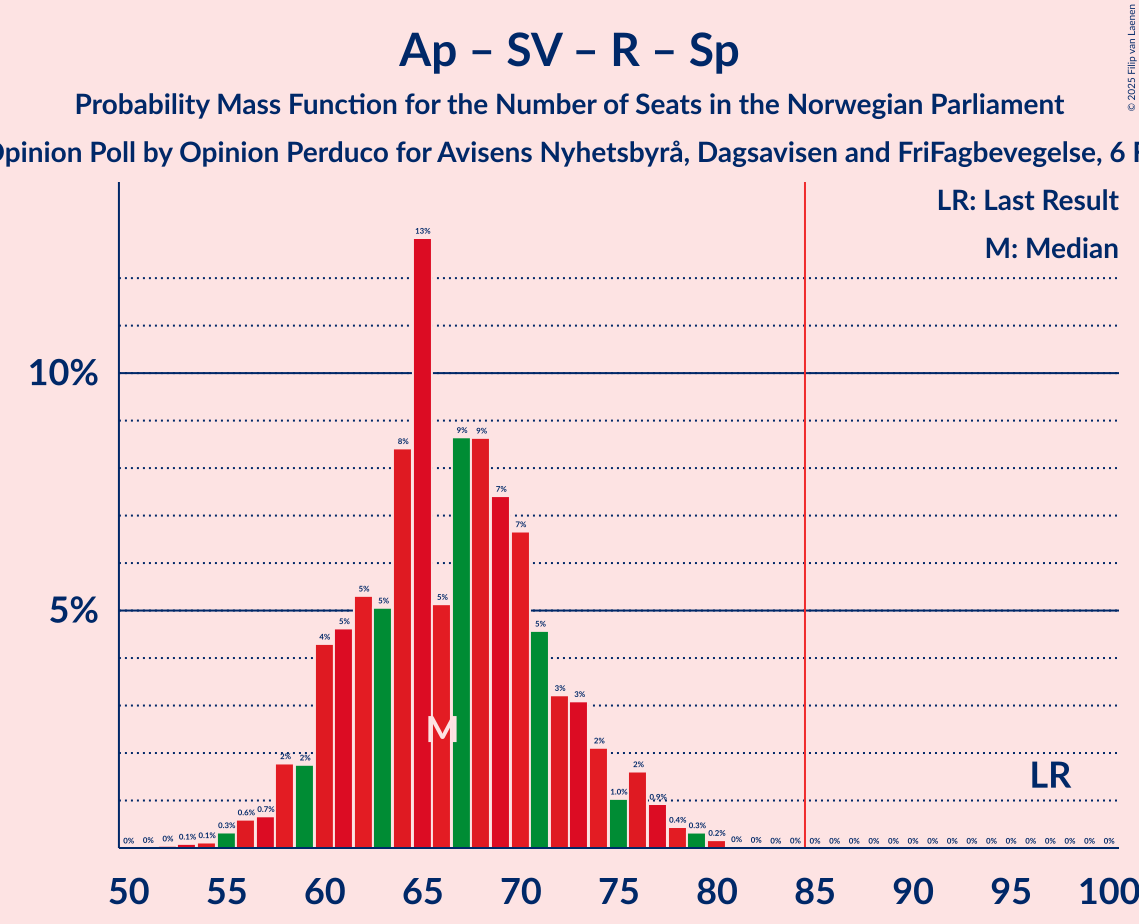 Ap – SV – R – Sp
Probability Mass Function for the Number of Seats in the Norwegian Parliament
Opinion Poll by Opinion Perduco for Avisens Nyhetsbyrå, Dagsavisen and FriFagbevegelse, 6
© 2025 Filip van Laenen
LR: Last Result
M: Median
10%
5%
0% 0% 0% 0.1% 0.1% 0.3% 0.6% 0.7% 2% 2% 4% 5% 5% 5% 8% 13% 5% 9% 9% 7% 7% 5% 3% 3% 2% 1.0% 2% 0.9% 0.4% 0.3% 0.2% 0% 0% 0% 0% 0% 0% 0% 0% 0% 0% 0% 0% 0% 0% 0% 0% 0% 0% 0% 0%
M
LR
50 55 60 65 70 75 80 85 90 95 100